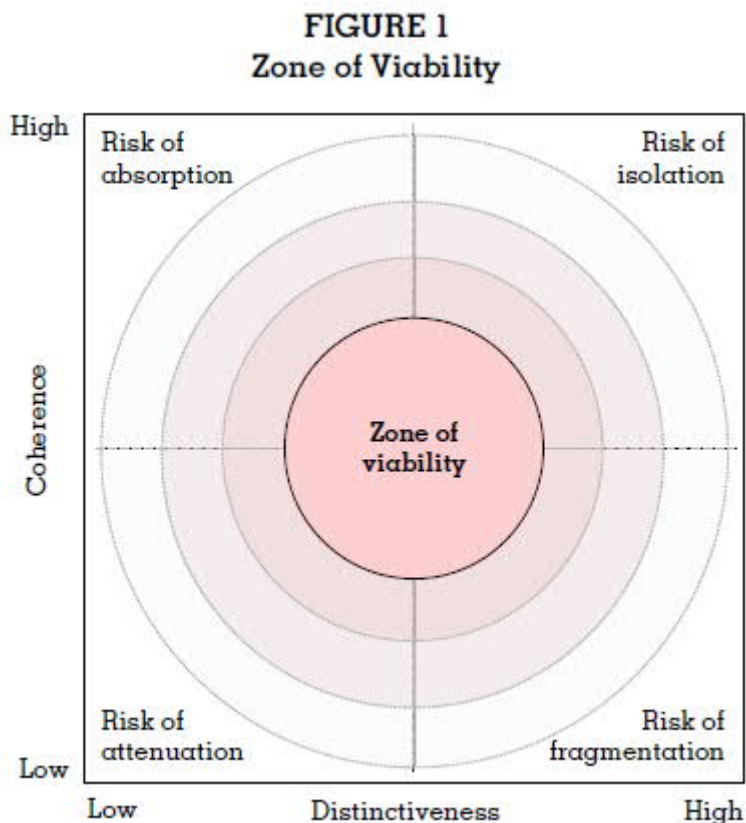 FIGURE 1
Zone of Viability
High
Risk of
absorption
Risk of
isolation
Coherence
Zone of
viability
Risk of
attenuation
Risk of
fragmentation
Low
Low
Distinctiveness
High